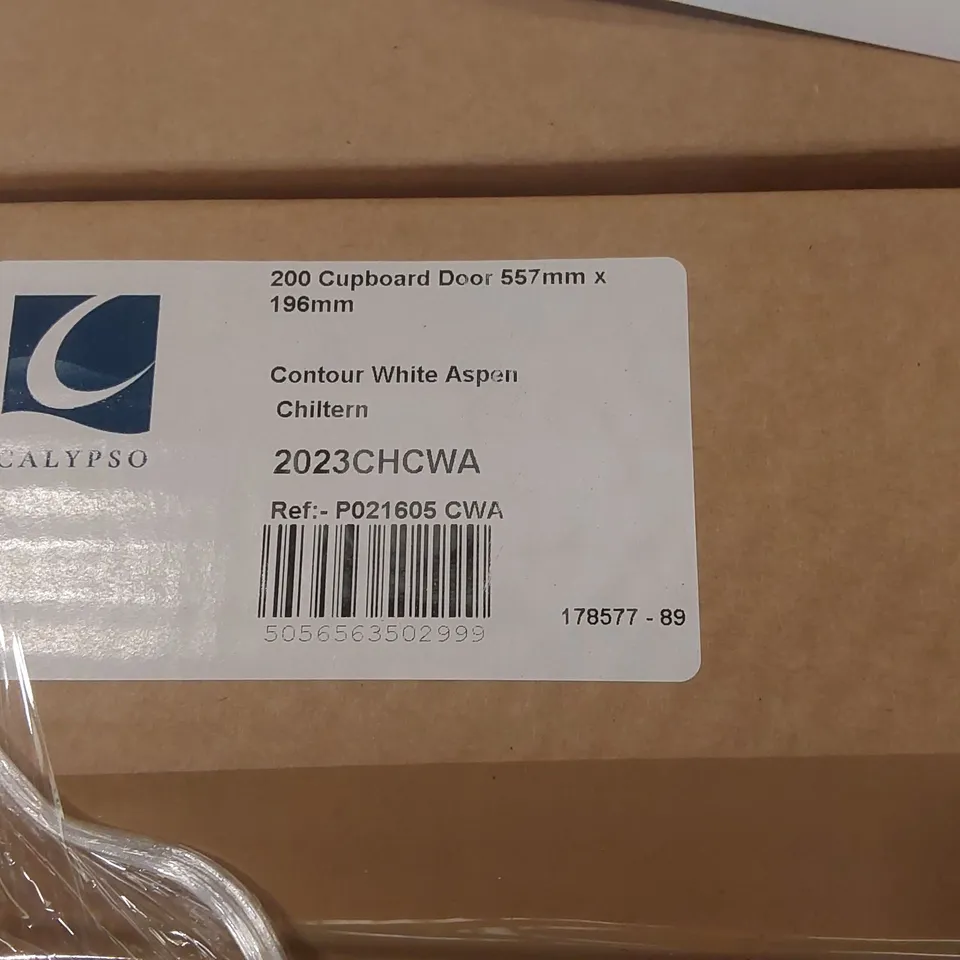 200 Cupboard Door 557mm x
196mm
Contour White Aspen
Chiltern
CALYPSO
2023CHCWA
Ref:- P021605 CWA
5056563502999
178577 - 89